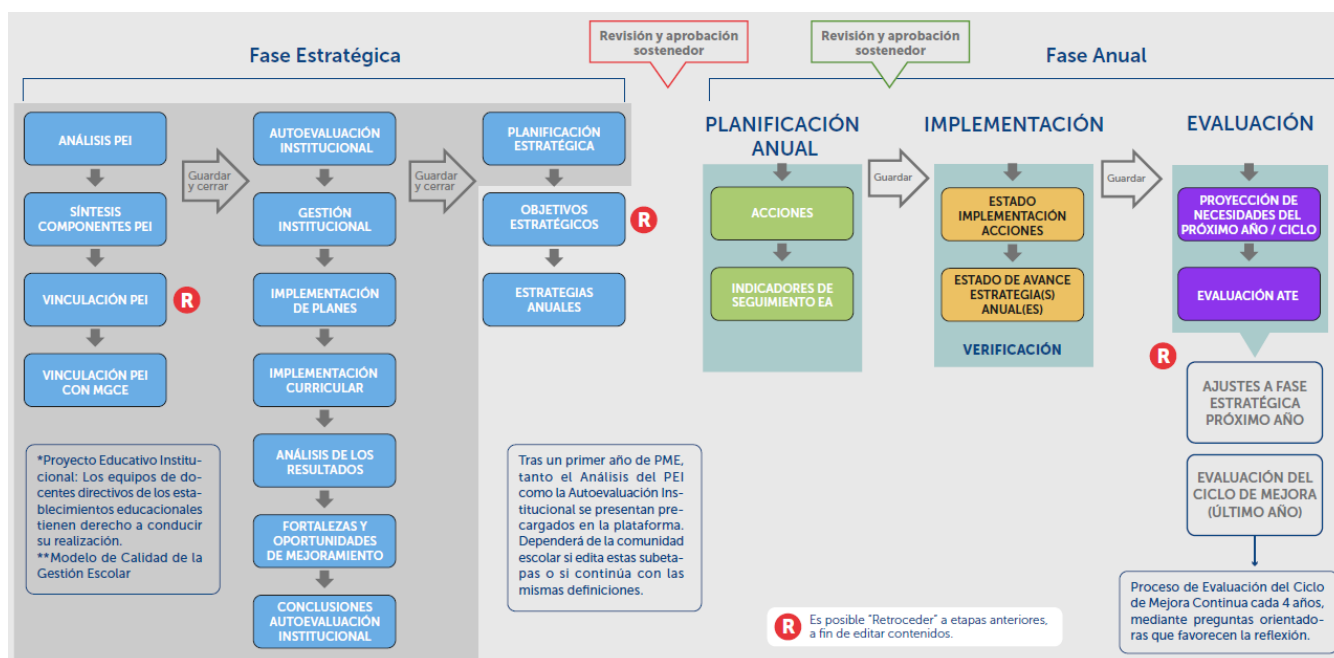 Fase Estratégica
Revisión y aprobación
sostenedor
Revisión y aprobación
sostenedor
Fase Anual
ANÁLISIS PEI
SÍNTESIS
COMPONENTES PEI
VINCULACIÓN PEI
R
VINCULACIÓN PEI
CON MGCE
Guardar
y cerrar
AUTOEVALUACIÓN
INSTITUCIONAL
GESTIÓN
INSTITUCIONAL
IMPLEMENTACIÓN
DE PLANES
IMPLEMENTACIÓN
CURRICULAR
ANÁLISIS DE LOS
RESULTADOS
FORTALEZAS Y
OPORTUNIDADES
DE MEJORAMIENTO
CONCLUSIONES
AUTOEVALUACIÓN
INSTITUCIONAL
Guardar
y cerrar
PLANIFICACIÓN
ESTRATÉGICA
OBJETIVOS
ESTRATÉGICOS
R
ESTRATEGIAS
ANUALES
*Proyecto Educativo Institu-
cional: Los equipos de do-
centes directivos de los esta-
blecimientos educacionales
tienen derecho a conducir
su realización.
**Modelo de Calidad de la
Gestión Escolar
Tras un primer año de PME,
tanto el Análisis del PEI
como la Autoevaluación Ins-
titucional se presentan pre-
cargados en la plataforma.
Dependerá de la comunidad
escolar si edita estas subeta-
pas o si continúa con las
mismas definiciones.
PLANIFICACIÓN
ANUAL
ACCIONES
INDICADORES DE
SEGUIMIENTO EA
Guardar
IMPLEMENTACIÓN
ESTADO
IMPLEMENTACIÓN
ACCIONES
ESTADO DE AVANCE
ESTRATEGIA(S)
ANUAL(ES)
VERIFICACIÓN
Guardar
EVALUACIÓN
PROYECCIÓN DE
NECESIDADES DEL
PRÓXIMO AÑO / CICLO
EVALUACIÓN ATE
R
AJUSTES A FASE
ESTRATÉGICA
PRÓXIMO AÑO
EVALUACIÓN DEL
CICLO DE MEJORA
(ÚLTIMO AÑO)
Proceso de Evaluación del Ciclo
de Mejora Continua cada 4 años,
mediante preguntas orientado-
ras que favorecen la reflexión.
R
Es posible "Retroceder" a etapas anteriores,
a fin de editar contenidos.